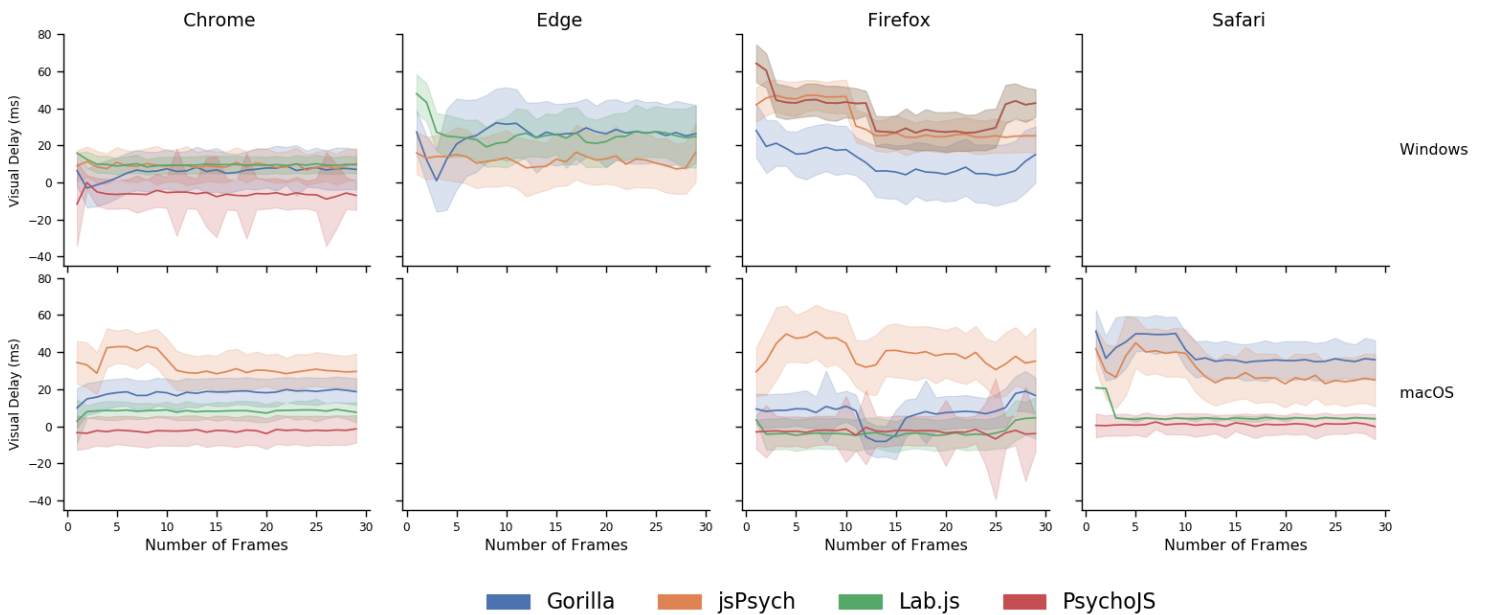 Chrome Edge Firefox Safari
Visual Delay (ms)
80
60
40
20
0
−20
−40
Windows
Visual Delay (ms)
80
60
40
20
0
−20
−40
macOS
0 5 10 15 20 25 30 0 5 10 15 20 25 30 0 5 10 15 20 25 30 0 5 10 15 20 25 30
Number of Frames Number of Frames Number of Frames Number of Frames
Gorilla jsPsych Lab.js PsychoJS